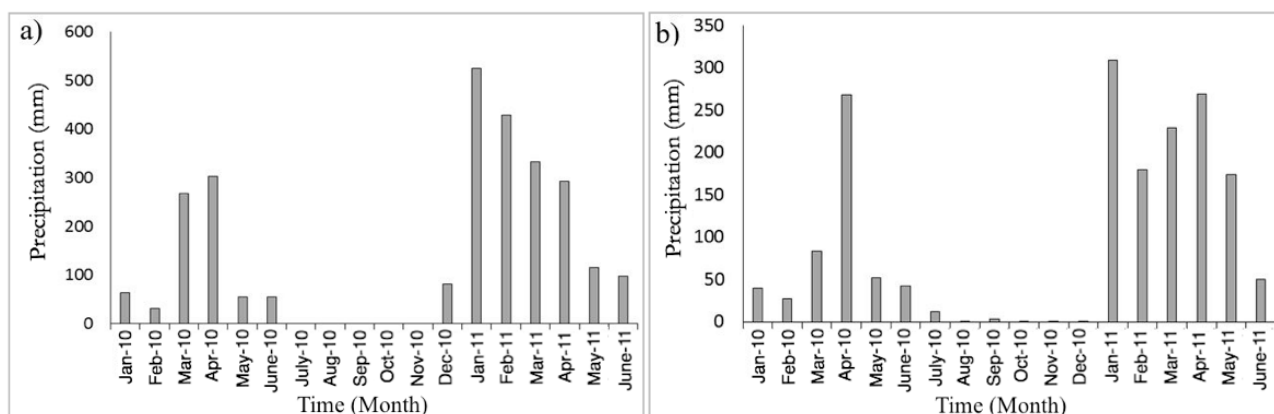 a)
Precipitation (mm)
600
500
400
300
200
100
0
Jan-10
Feb-10
Mar-10
Apr-10
May-10
June-10
July-10
Aug-10
Sep-10
Oct-10
Nov-10
Dec-10
Jan-11
Feb-11
Mar-11
Apr-11
May-11
June-11
Time (Month)
b)
Precipitation (mm)
350
300
250
200
150
100
50
0
Jan-10
Feb-10
Mar-10
Apr-10
May-10
June-10
July-10
Aug-10
Sep-10
Oct-10
Nov-10
Dec-10
Jan-11
Feb-11
Mar-11
Apr-11
May-11
June-11
Time (Month)